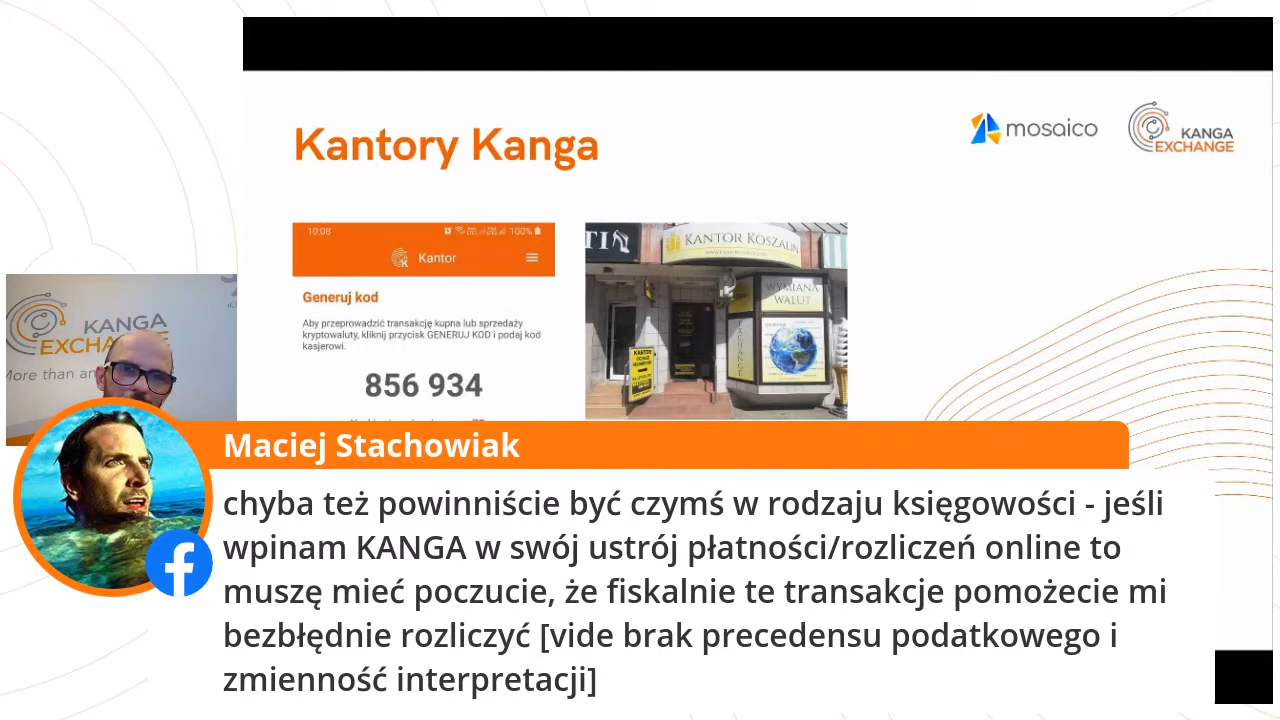 Kantory Kanga
mosaico
KANGA
EXCHANGE
10:08
100%
Kantor
Generuj kod
Aby przeprowadzić transakcję kupna lub sprzedaży
kryptowaluty, kliknij przycisk GENERUJ KOD i podaj kod
kasjerowi.
856 934
KANTOR KOSZALIN
WYMIANA
WALUT
EXCHANGE
KANTOR
KANGA
EXCHANGE
More than an
Maciej Stachowiak
chyba też powinniście być czymś w rodzaju księgowości - jeśli
wpinam KANGA w swój ustrój płatności/rozliczeń online to
muszę mieć poczucie, że fiskalnie te transakcje pomożecie mi
bezbłędnie rozliczyć [vide brak precedensu podatkowego i
zmienność interpretacji]